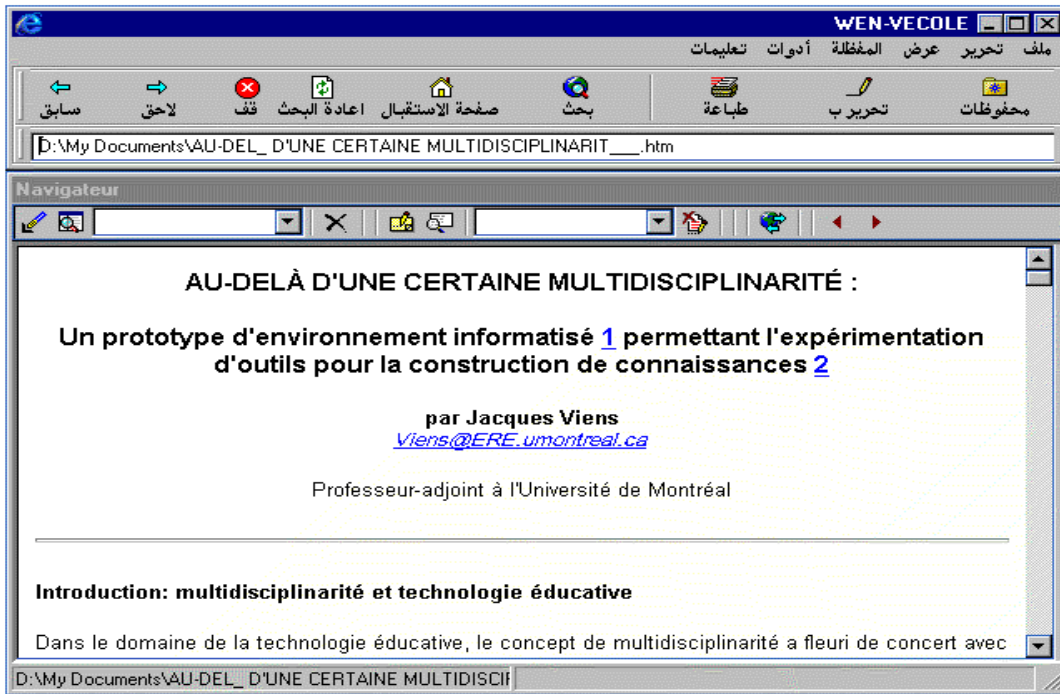 WEN-VECOLE
ملف تحرير عرض المفظلة أدوات تعليمات
سابق لاحق قف اعادة البحث صفحة الاستقبال بحث طباعة تحرير ب محفوظات
D:\My Documents\AU-DEL_ D'UNE CERTAINE MULTIDISCIPLINARIT___.htm
Navigateur
AU-DELÀ D'UNE CERTAINE MULTIDISCIPLINARITÉ :
Un prototype d'environnement informatisé 1 permettant l'expérimentation
d'outils pour la construction de connaissances 2
par Jacques Viens
Viens@ERE.umontreal.ca
Professeur-adjoint à l'Université de Montréal
Introduction: multidisciplinarité et technologie éducative
Dans le domaine de la technologie éducative, le concept de multidisciplinarité a fleuri de concert avec
D:\My Documents\AU-DEL_ D'UNE CERTAINE MULTIDISCIF